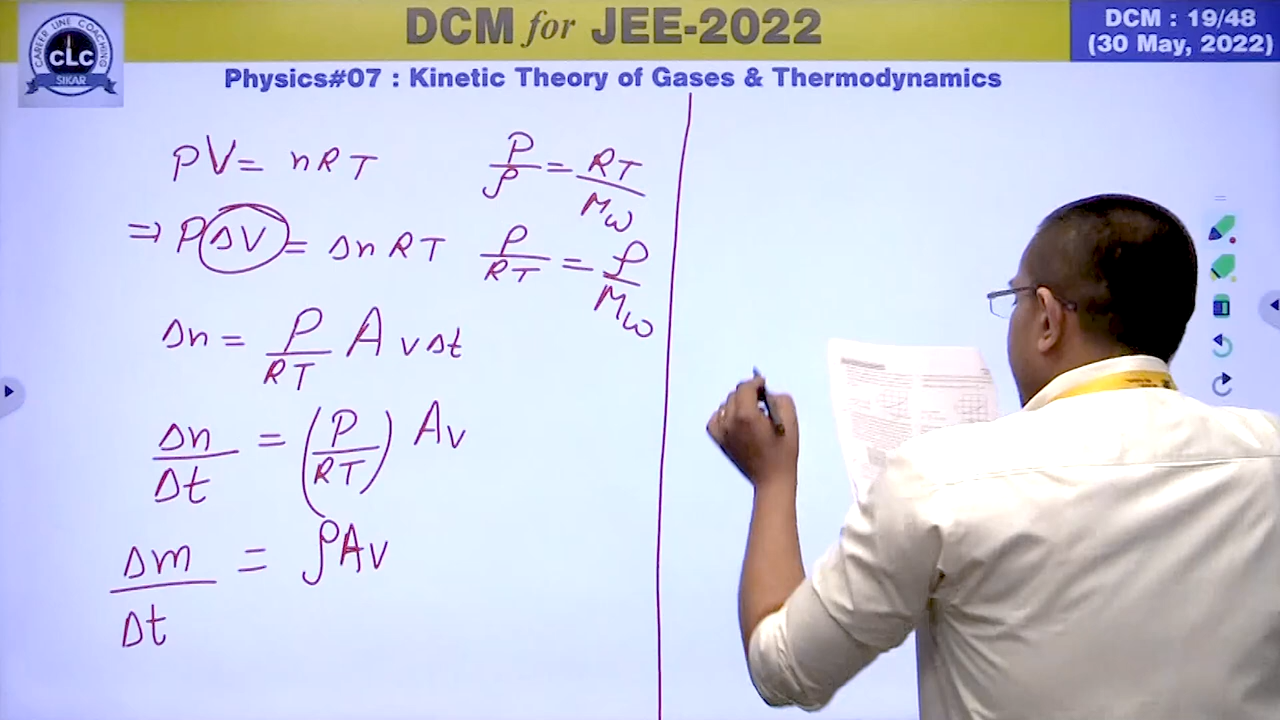 CAREER LINE COACHING
CLC
SIKAR
DCM for JEE-2022
DCM : 19/48
(30 May, 2022)
Physics#07 : Kinetic Theory of Gases & Thermodynamics
PV = nRT
⇒ PΔV = Δn RT
Δn = P/RT A v Δt
Δn/Δt = (P/RT) Av
Δm/Δt = ρAv
P/ρ = RT/Mw
P/RT = ρ/Mw